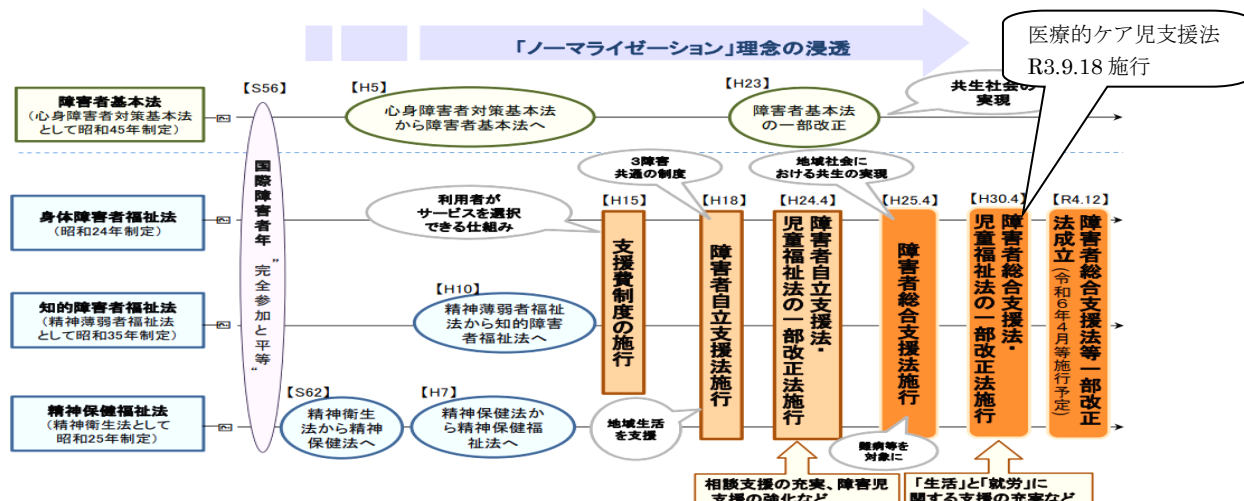 「ノーマライゼーション」理念の浸透
医療的ケア児支援法
R3.9.18 施行
障害者基本法
(心身障害者対策基本法
として昭和45年制定)
【S56】
【H5】
心身障害者対策基本法
から障害者基本法へ
【H23】
障害者基本法
の一部改正
共生社会の
実現
国際障害者年
“完全参加と平等”
身体障害者福祉法
(昭和24年制定)
利用者が
サービスを選択
できる仕組み
3障害
共通の制度
地域社会に
おける共生の実現
【H15】
支援費制度の施行
【H18】
障害者自立支援法施行
【H24.4】
障害者自立支援法・
児童福祉法の一部改正法施行
【H25.4】
障害者総合支援法施行
【H30.4】
障害者総合支援法・
児童福祉法の一部改正法施行
【R4.12】
障害者総合支援法等一部改正
法成立(令和6年4月等施行予定)
知的障害者福祉法
(精神薄弱者福祉法
として昭和35年制定)
【H10】
精神薄弱者福祉
法から知的障害
者福祉法へ
精神保健福祉法
(精神衛生法として
昭和25年制定)
【S62】
精神衛生
法から精神
保健法へ
【H7】
精神保健法か
ら精神保健福
祉法へ
地域生活
を支援
難病等を
対象に
相談支援の充実、障害児
支援の強化など
「生活」と「就労」に
関する支援の充実など